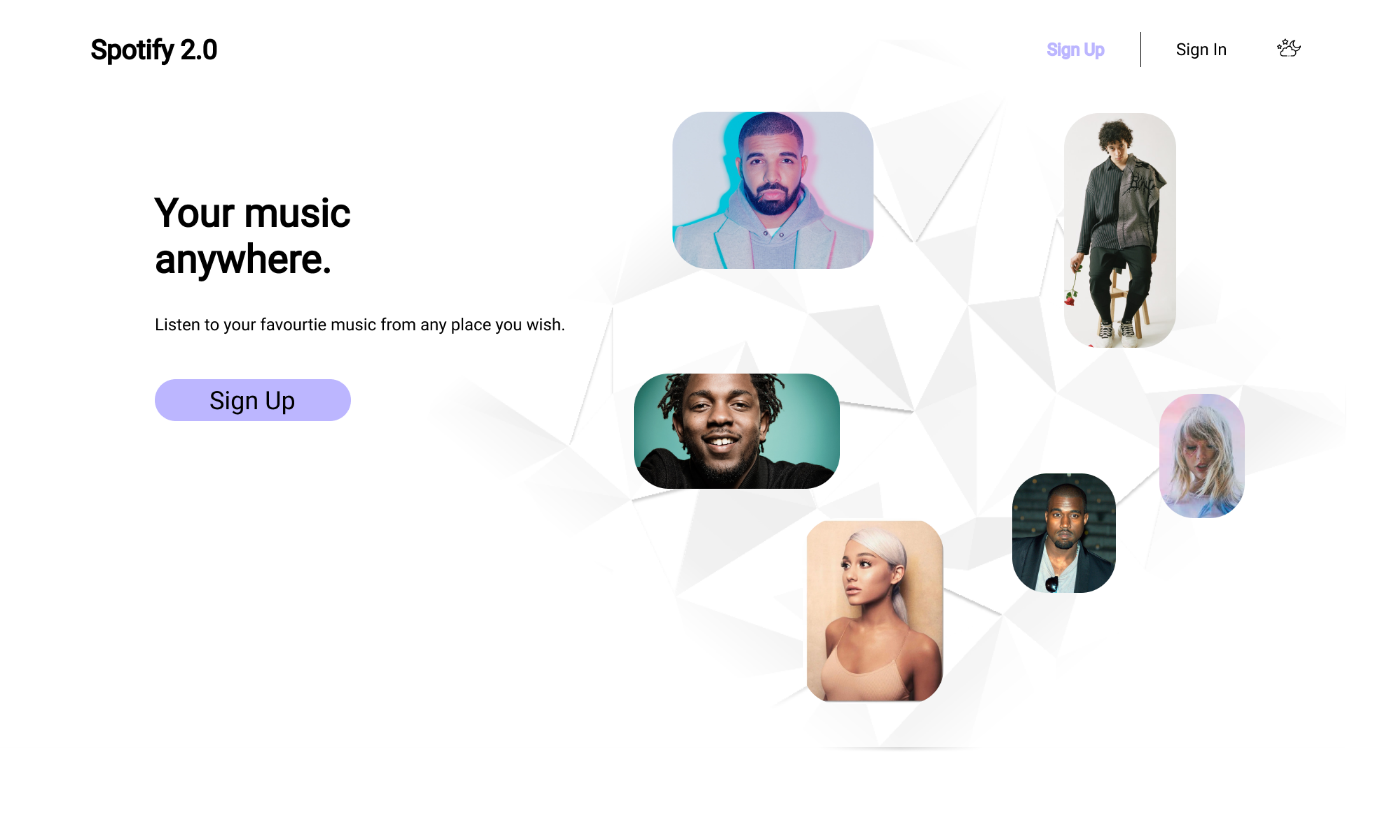 Spotify 2.0
Sign Up
Sign In
Your music
anywhere.
Listen to your favourtie music from any place you wish.
Sign Up